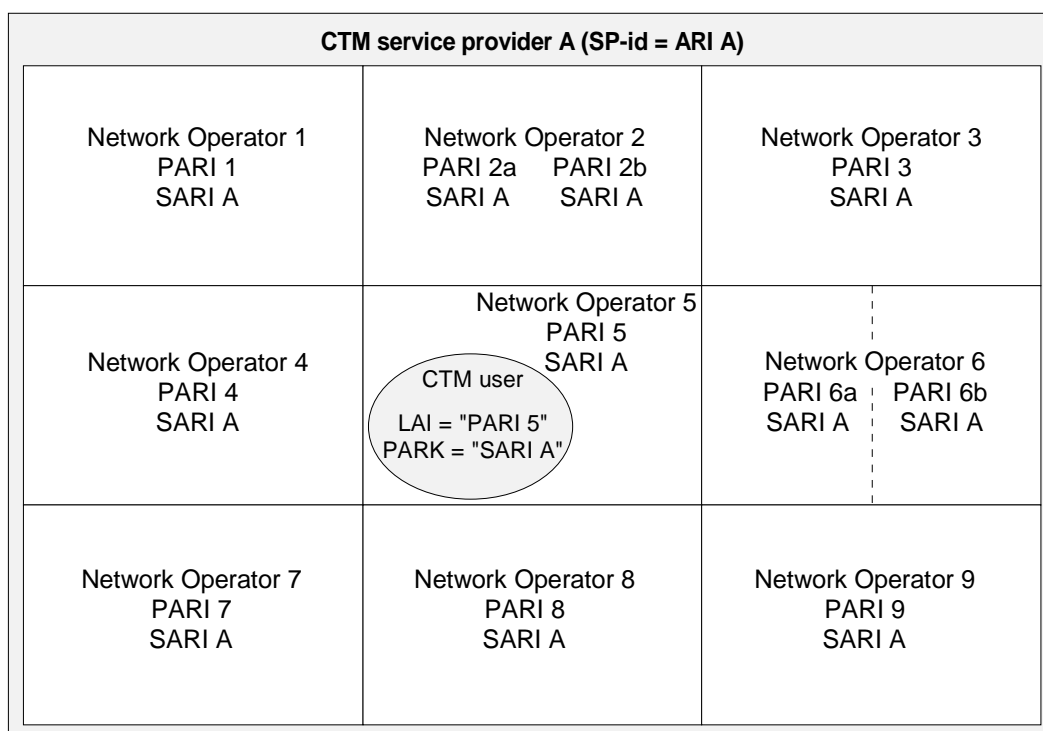 CTM service provider A (SP-id = ARI A)
Network Operator 1
PARI 1
SARI A
Network Operator 2
PARI 2a PARI 2b
SARI A SARI A
Network Operator 3
PARI 3
SARI A
Network Operator 4
PARI 4
SARI A
Network Operator 5
PARI 5
SARI A
CTM user
LAI = "PARI 5"
PARK = "SARI A"
Network Operator 6
PARI 6a PARI 6b
SARI A SARI A
Network Operator 7
PARI 7
SARI A
Network Operator 8
PARI 8
SARI A
Network Operator 9
PARI 9
SARI A